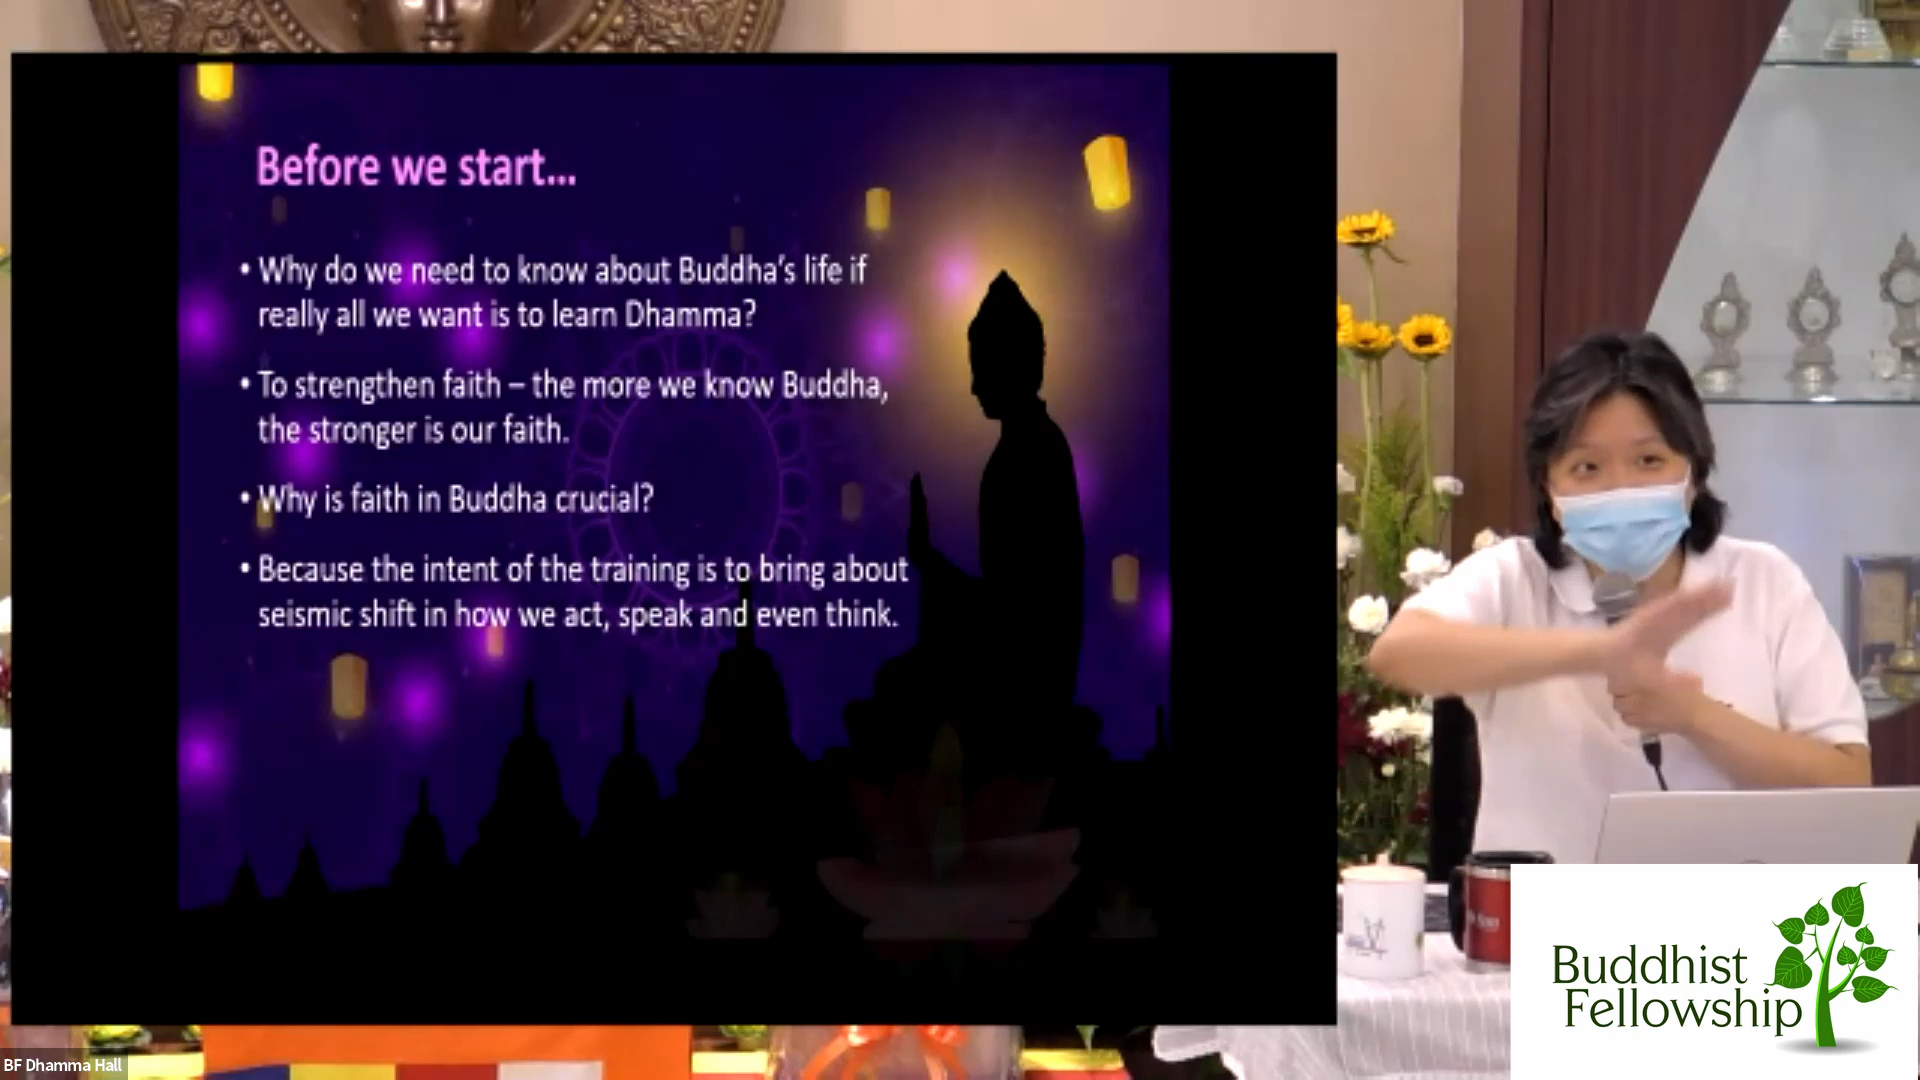 Before we start...
• Why do we need to know about Buddha's life if
really all we want is to learn Dhamma?
• To strengthen faith – the more we know Buddha,
the stronger is our faith.
• Why is faith in Buddha crucial?
• Because the intent of the training is to bring about
seismic shift in how we act, speak and even think.
Buddhist
Fellowship
BF Dhamma Hall